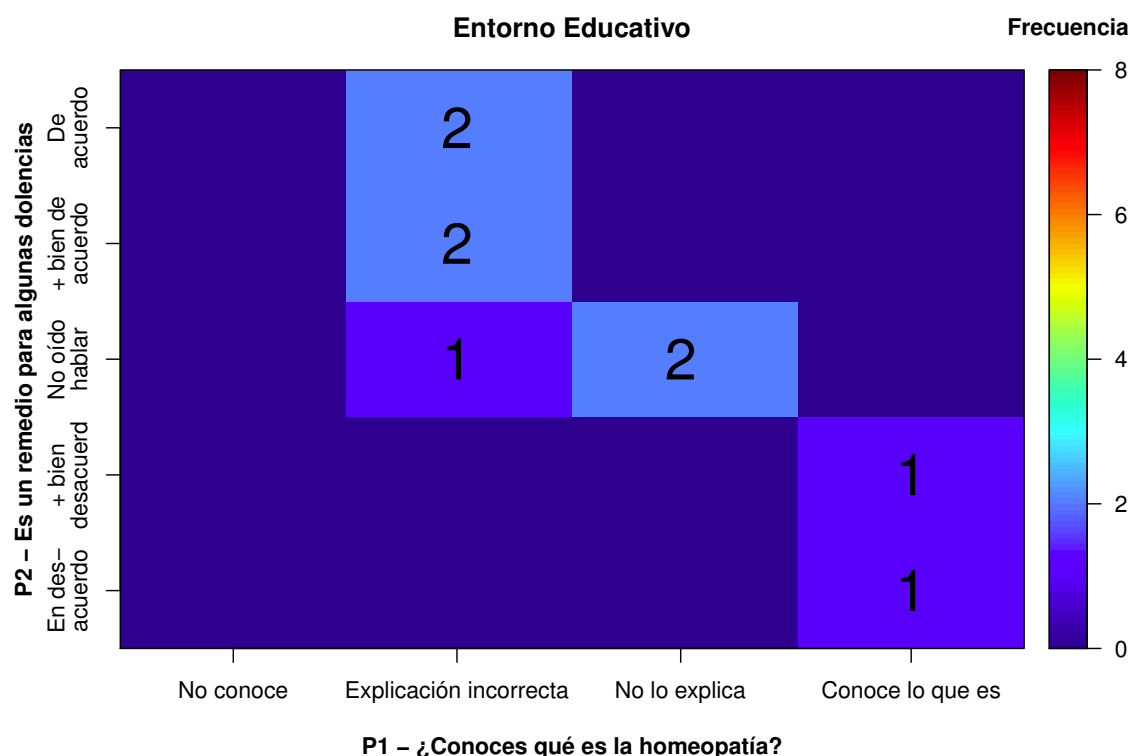 Entorno Educativo
Frecuencia
P2 – Es un remedio para algunas dolencias
De
acuerdo
+ bien de
acuerdo
No oído
hablar
+ bien
desacuerd
En des–
acuerdo
2
2
1
2
1
1
8
6
4
2
0
No conoce
Explicación incorrecta
No lo explica
Conoce lo que es
P1 – ¿Conoces qué es la homeopatía?